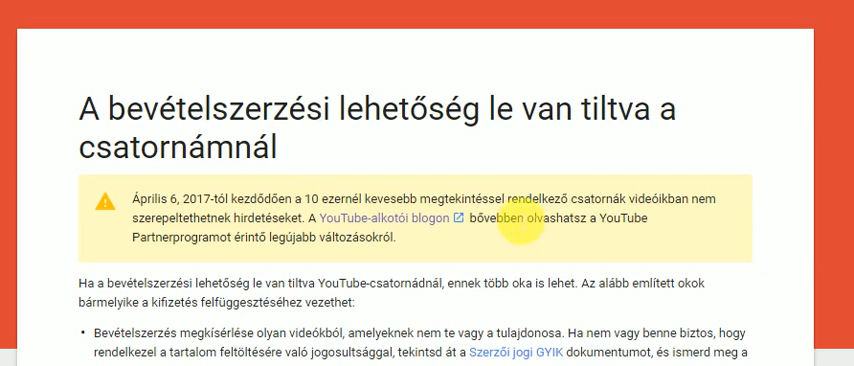 A bevételszerzési lehetőség le van tiltva a
csatornámnál
Április 6, 2017-tól kezdődően a 10 ezernél kevesebb megtekintéssel rendelkező csatornák videóikban nem
szerepeltethetnek hirdetéseket. A YouTube-alkotói blogon bővebben olvashatsz a YouTube
Partnerprogramot érintő legújabb változásokról.
Ha a bevételszerzési lehetőség le van tiltva YouTube-csatornádnál, ennek több oka is lehet. Az alább említett okok
bármelyike a kifizetés felfüggesztéséhez vezethet:
• Bevételszerzés megkísérlése olyan videókból, amelyeknek nem te vagy a tulajdonosa. Ha nem vagy benne biztos, hogy
rendelkezel a tartalom feltöltésére való jogosultsággal, tekintsd át a Szerzői jogi GYIK dokumentumot, és ismerd meg a